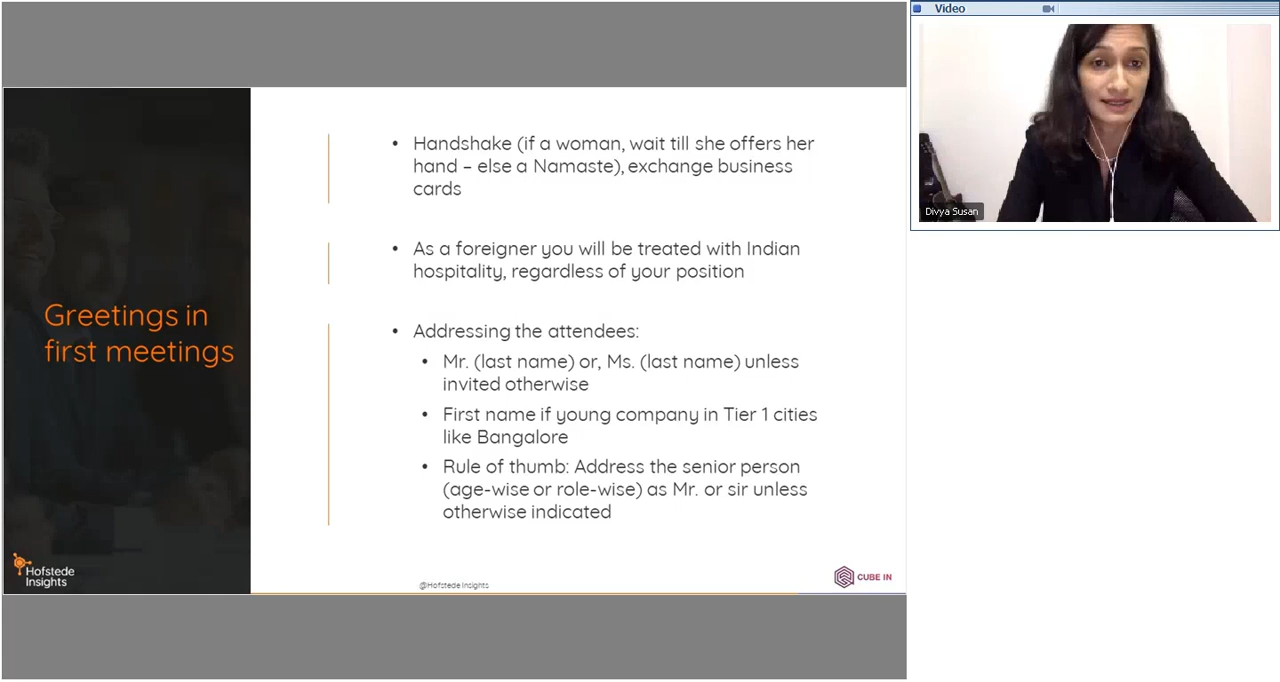 Video
Divya Susan
Greetings in
first meetings
• Handshake (if a woman, wait till she offers her
hand – else a Namaste), exchange business
cards
• As a foreigner you will be treated with Indian
hospitality, regardless of your position
• Addressing the attendees:
• Mr. (last name) or, Ms. (last name) unless
invited otherwise
• First name if young company in Tier 1 cities
like Bangalore
• Rule of thumb: Address the senior person
(age-wise or role-wise) as Mr. or sir unless
otherwise indicated
Hofstede
Insights
@Hofstede Insights
CUBE IN